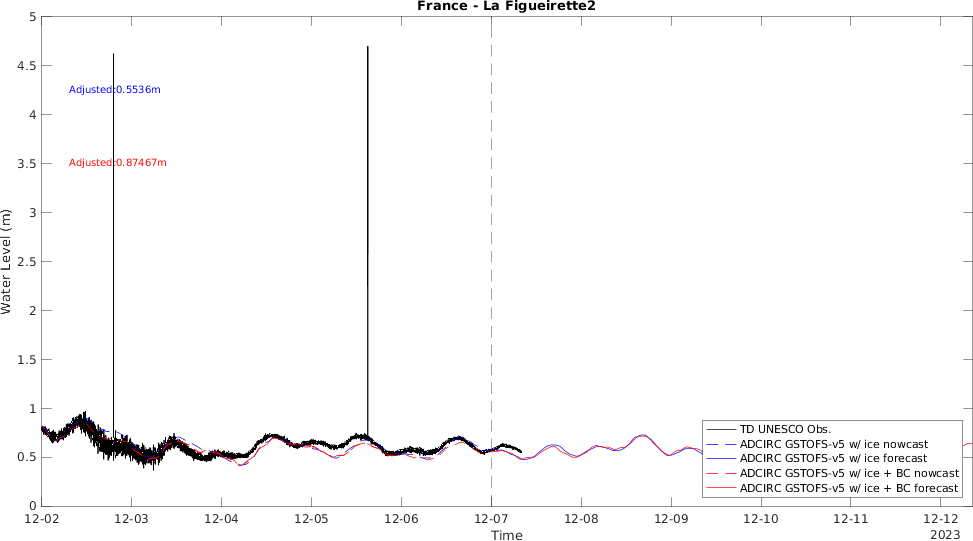 France - La Figueirette2
5
4.5
4
3.5
3
2.5
2
1.5
1
0.5
0
Water Level (m)
Adjusted:0.5536m
Adjusted:0.87467m
TD UNESCO Obs.
ADCIRC GSTOFS-v5 w/ ice nowcast
ADCIRC GSTOFS-v5 w/ ice forecast
ADCIRC GSTOFS-v5 w/ ice + BC nowcast
ADCIRC GSTOFS-v5 w/ ice + BC forecast
12-02 12-03 12-04 12-05 12-06 12-07 12-08 12-09 12-10 12-11 12-12
2023
Time